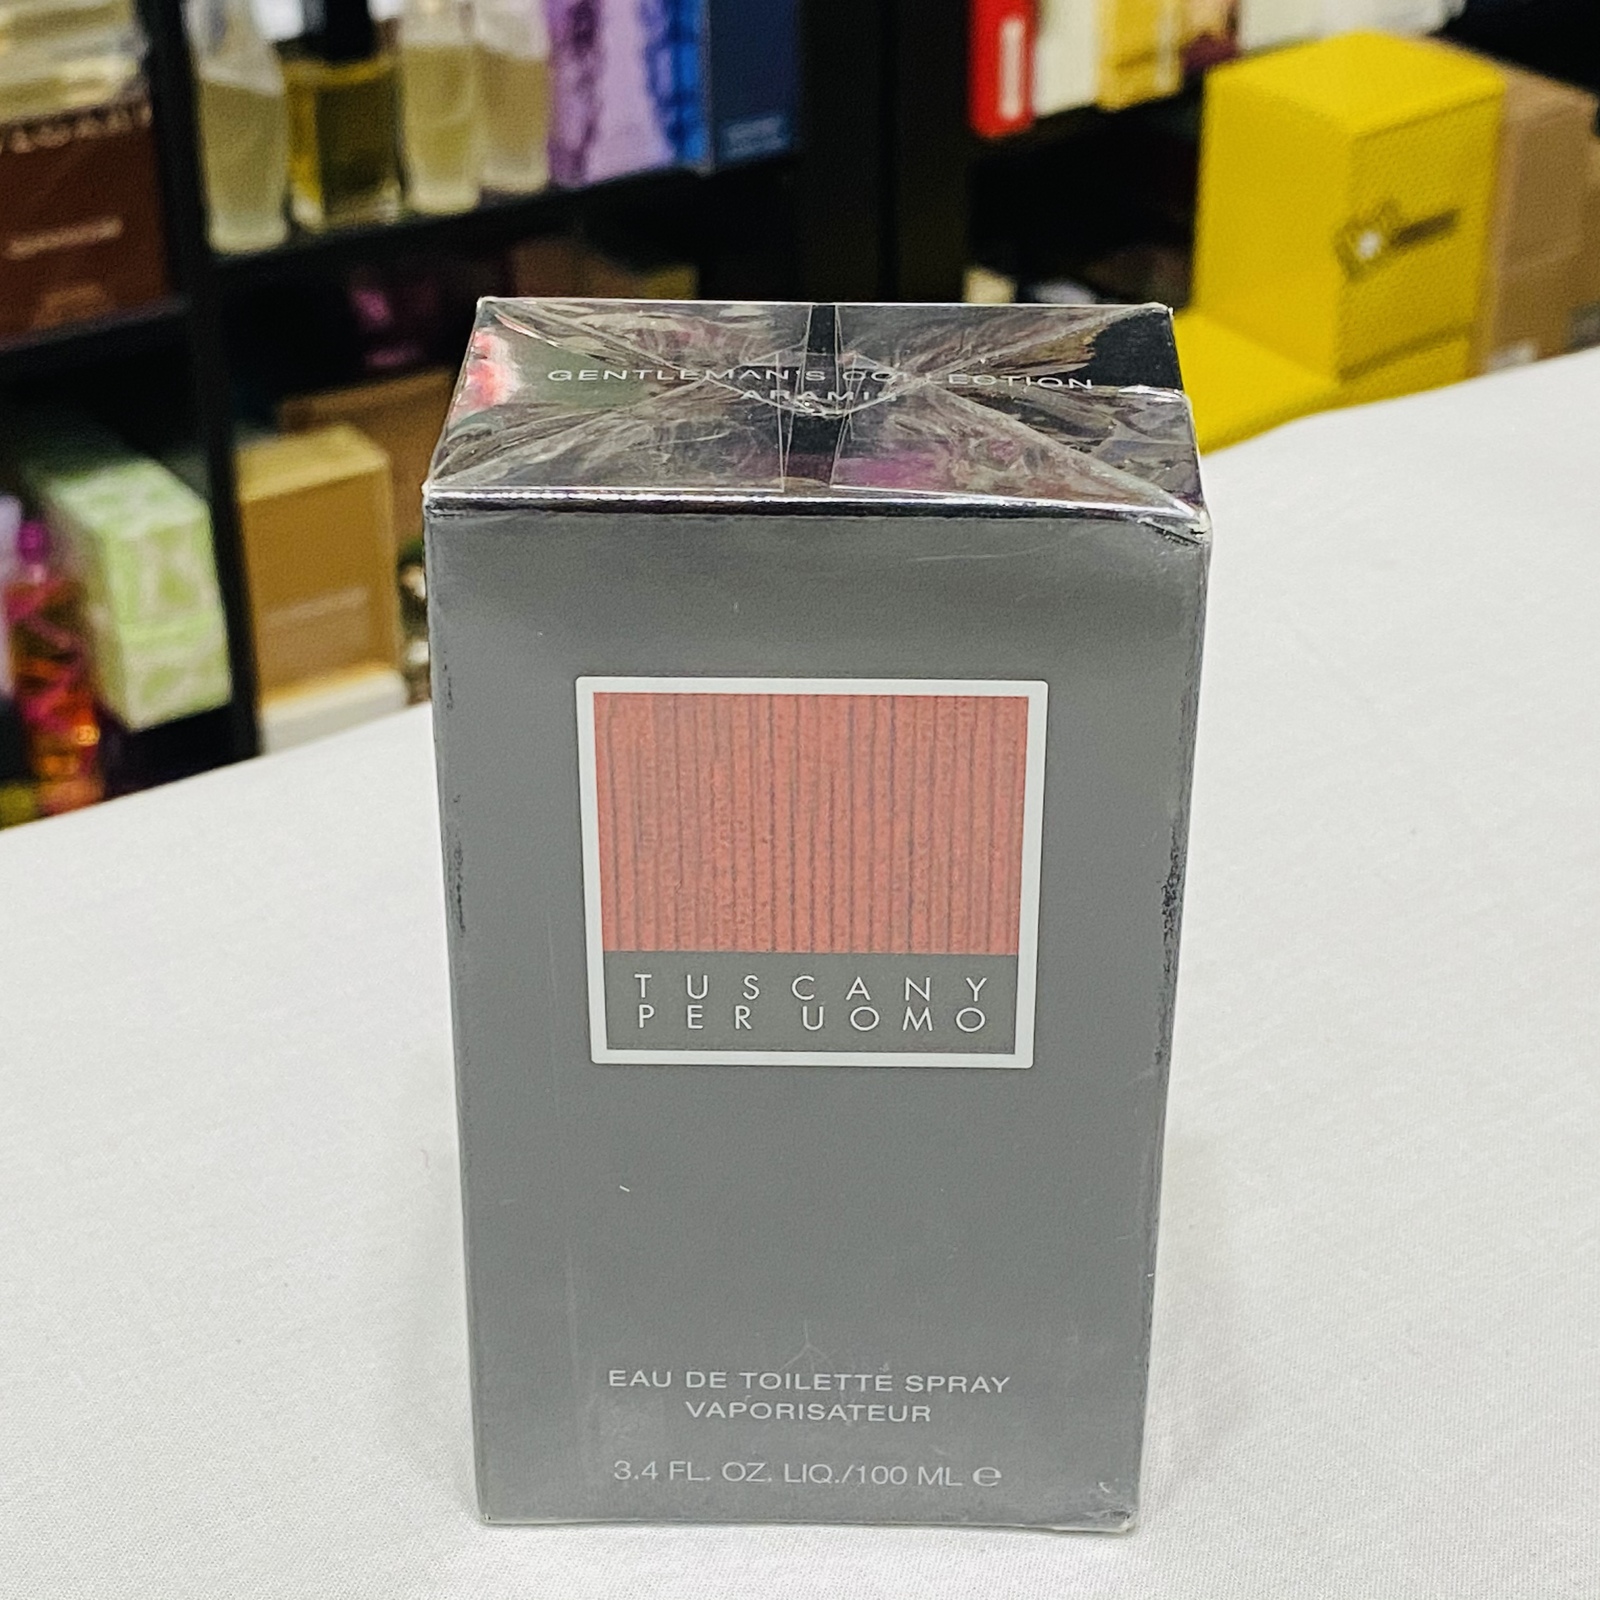 GENTLEMAN'S COLLECTION
ARAMIS
TUSCANY
PER UOMO
EAU DE TOILETTE SPRAY
VAPORISATEUR
3.4 FL. OZ. LIQ./100 ML ℮